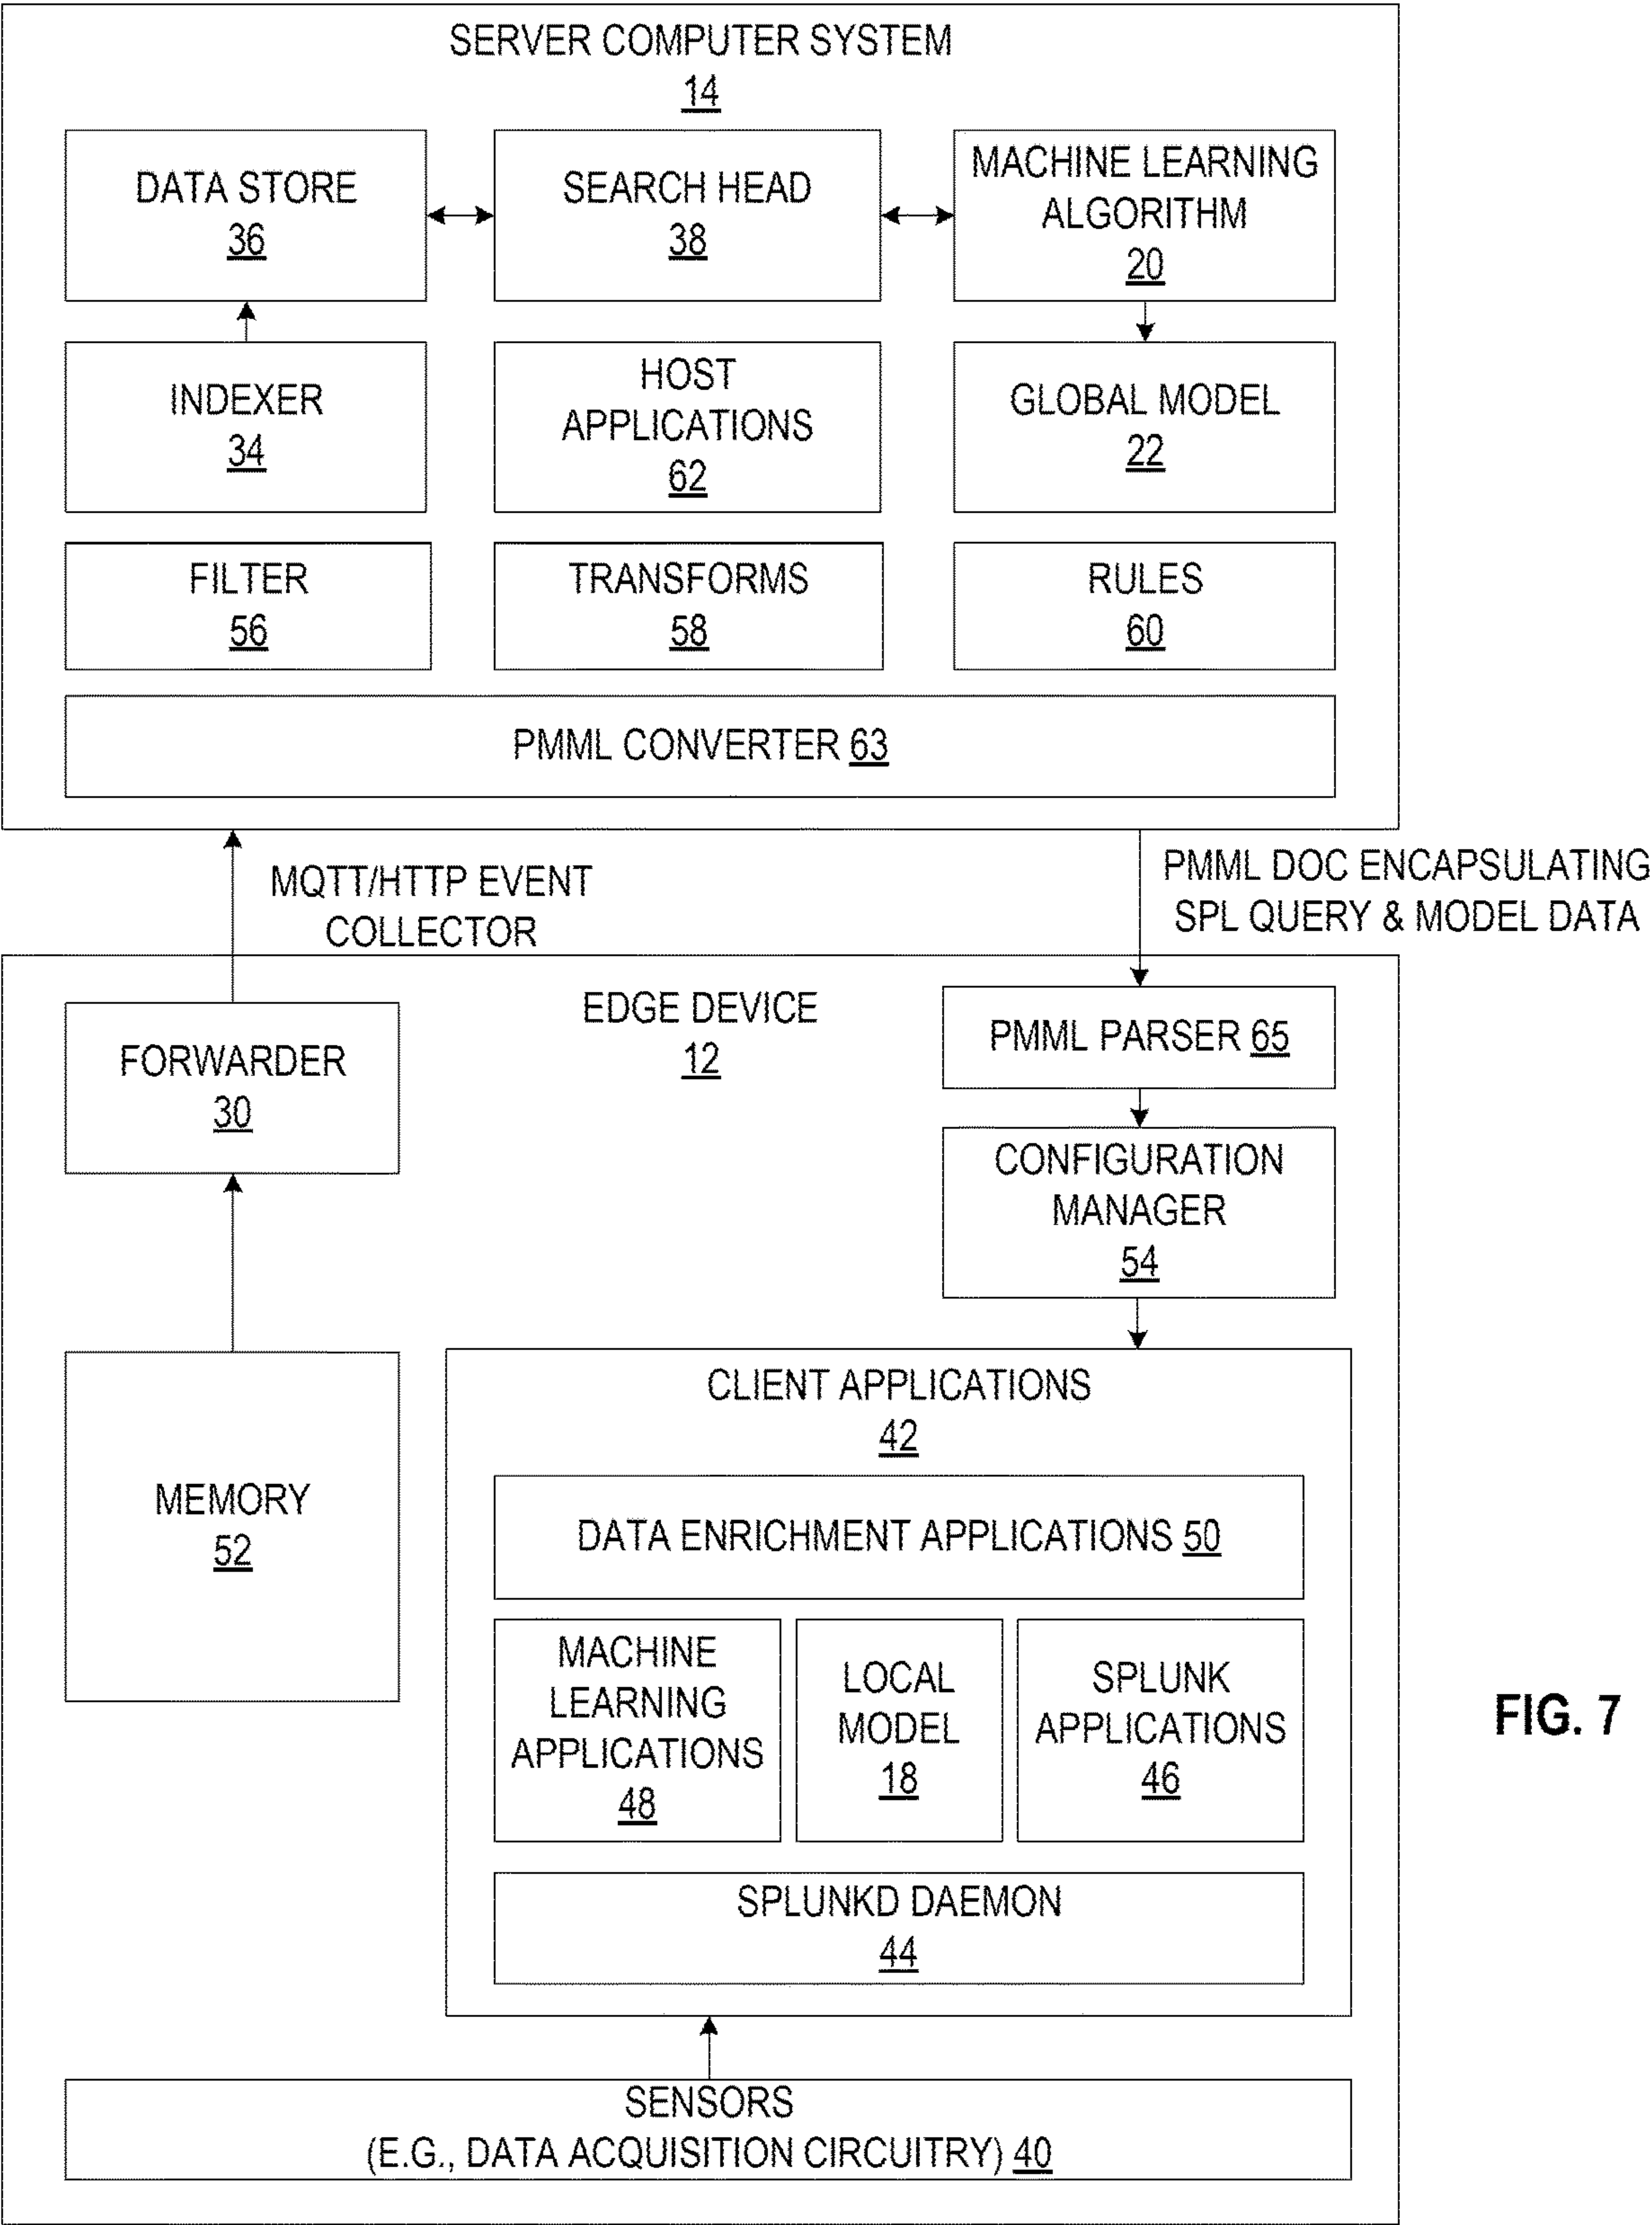 SERVER COMPUTER SYSTEM
14
DATA STORE
36
SEARCH HEAD
38
MACHINE LEARNING
ALGORITHM
20
INDEXER
34
HOST
APPLICATIONS
62
GLOBAL MODEL
22
FILTER
56
TRANSFORMS
58
RULES
60
PMML CONVERTER 63
MQTT/HTTP EVENT
COLLECTOR
PMML DOC ENCAPSULATING
SPL QUERY & MODEL DATA
EDGE DEVICE
12
FORWARDER
30
PMML PARSER 65
CONFIGURATION
MANAGER
54
MEMORY
52
CLIENT APPLICATIONS
42
DATA ENRICHMENT APPLICATIONS 50
MACHINE
LEARNING
APPLICATIONS
48
LOCAL
MODEL
18
SPLUNK
APPLICATIONS
46
SPLUNKD DAEMON
44
SENSORS
(E.G., DATA ACQUISITION CIRCUITRY) 40
FIG. 7